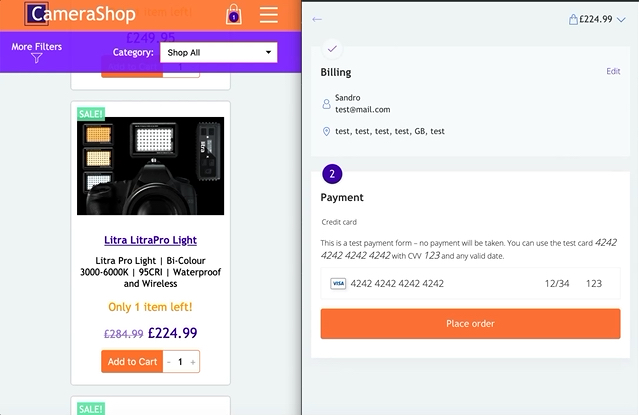 CameraShop
1
item left!
£249.95
More Filters
Category:
Shop All
SALE!
Litra LitraPro Light
Litra Pro Light | Bi-Colour
3000-6000K | 95CRI | Waterproof
and Wireless
Only 1 item left!
£284.99 £224.99
Add to Cart - 1 +
SALE!
£224.99
Billing
Edit
Sandro
test@mail.com
test, test, test, test, GB, test
2
Payment
Credit card
This is a test payment form – no payment will be taken. You can use the test card 4242
4242 4242 4242 with CVV 123 and any valid date.
VISA 4242 4242 4242 4242 12/34 123
Place order